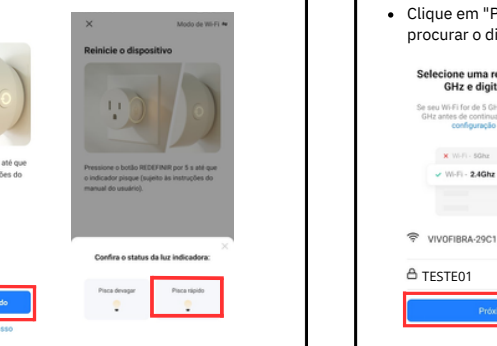 até que
ões do
do
sso
Modo de Wi-Fi
Reinicie o dispositivo
Pressione o botão REDEFINIR por 5 s até que
o indicador pisque (sujeito às instruções do
manual do usuário).
Confira o status da luz indicadora:
Pisca devagar
Pisca rápido
Clique em "P
procurar o di
Selecione uma re
GHz e digit
Se seu Wi-Fi for de 5 GH
GHz antes de continua
configuração
Wi-Fi - 5Ghz
Wi-Fi - 2.4Ghz
VIVOFIBRA-29C1
TESTE01
Próx